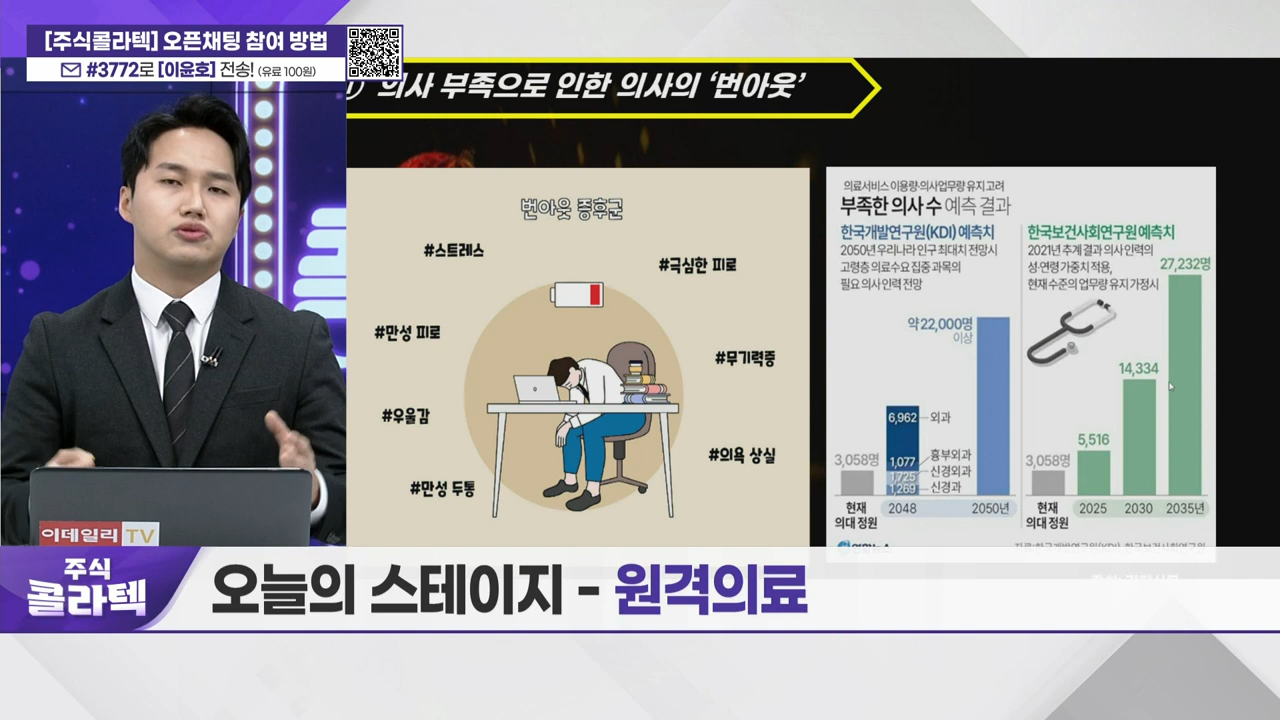 [주식콜라텍] 오픈채팅 참여 방법
#3772로 [이윤호] 전송! (유료 100원)
① 의사 부족으로 인한 의사의 ‘번아웃’
번아웃 증후군
#스트레스
#극심한 피로
#만성 피로
#무기력증
#우울감
#의욕 상실
#만성 두통
의료서비스 이용량·의사업무량 유지 고려
부족한 의사 수 예측 결과
한국개발연구원(KDI) 예측치
2050년 우리나라 인구 최대치 전망시
고령층 의료수요 집중 과목의
필요 의사 인력 전망
약 22,000명
이상
6,962 외과
1,077 흉부외과
1,725 신경외과
1,269 신경과
3,058명
현재
의대 정원
2048
2050년
한국보건사회연구원 예측치
2021년 추계 결과 의사 인력의
성·연령 가중치 적용,
현재 수준의 업무량 유지 가정시
27,232명
14,334
5,516
3,058명
현재
의대 정원
2025
2030
2035년
이데일리 TV
주식
콜라텍
오늘의 스테이지 - 원격의료